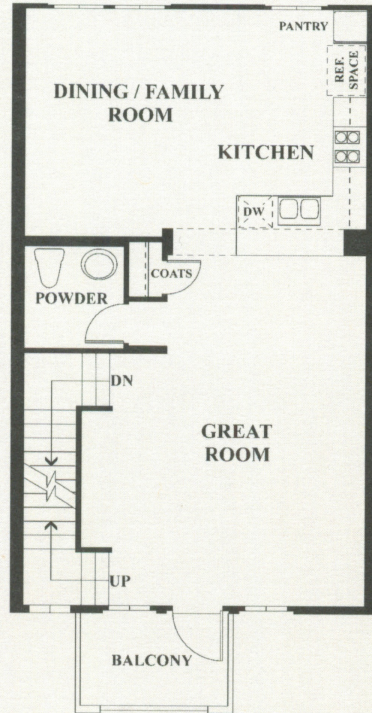 PANTRY
REF.
SPACE
DINING / FAMILY
ROOM
KITCHEN
DW
COATS
POWDER
DN
GREAT
ROOM
UP
BALCONY